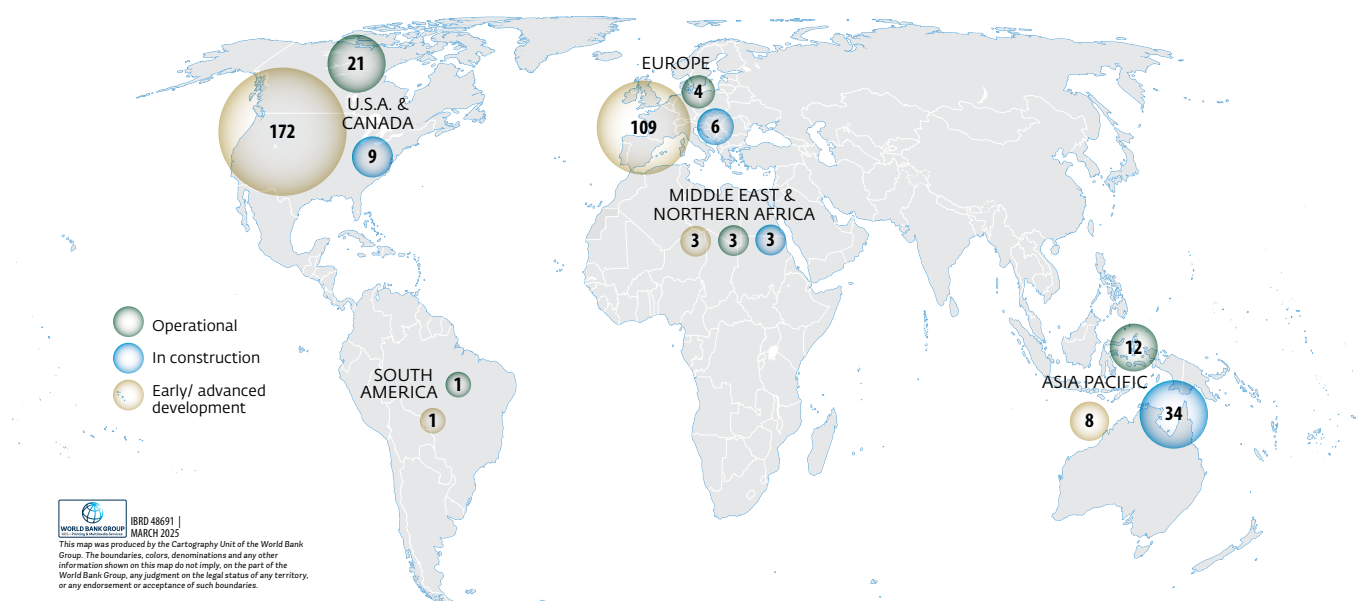 21
U.S.A. &
CANADA
172
9
EUROPE
4
109
6
MIDDLE EAST &
NORTHERN AFRICA
3 3 3
Operational
In construction
Early/ advanced
development
SOUTH
AMERICA
1
1
12
ASIA PACIFIC
8
34
WORLD BANK GROUP
IBRD 48691 |
MARCH 2025
This map was produced by the Cartography Unit of the World Bank
Group. The boundaries, colors, denominations and any other
information shown on this map do not imply, on the part of the
World Bank Group, any judgment on the legal status of any territory,
or any endorsement or acceptance of such boundaries.